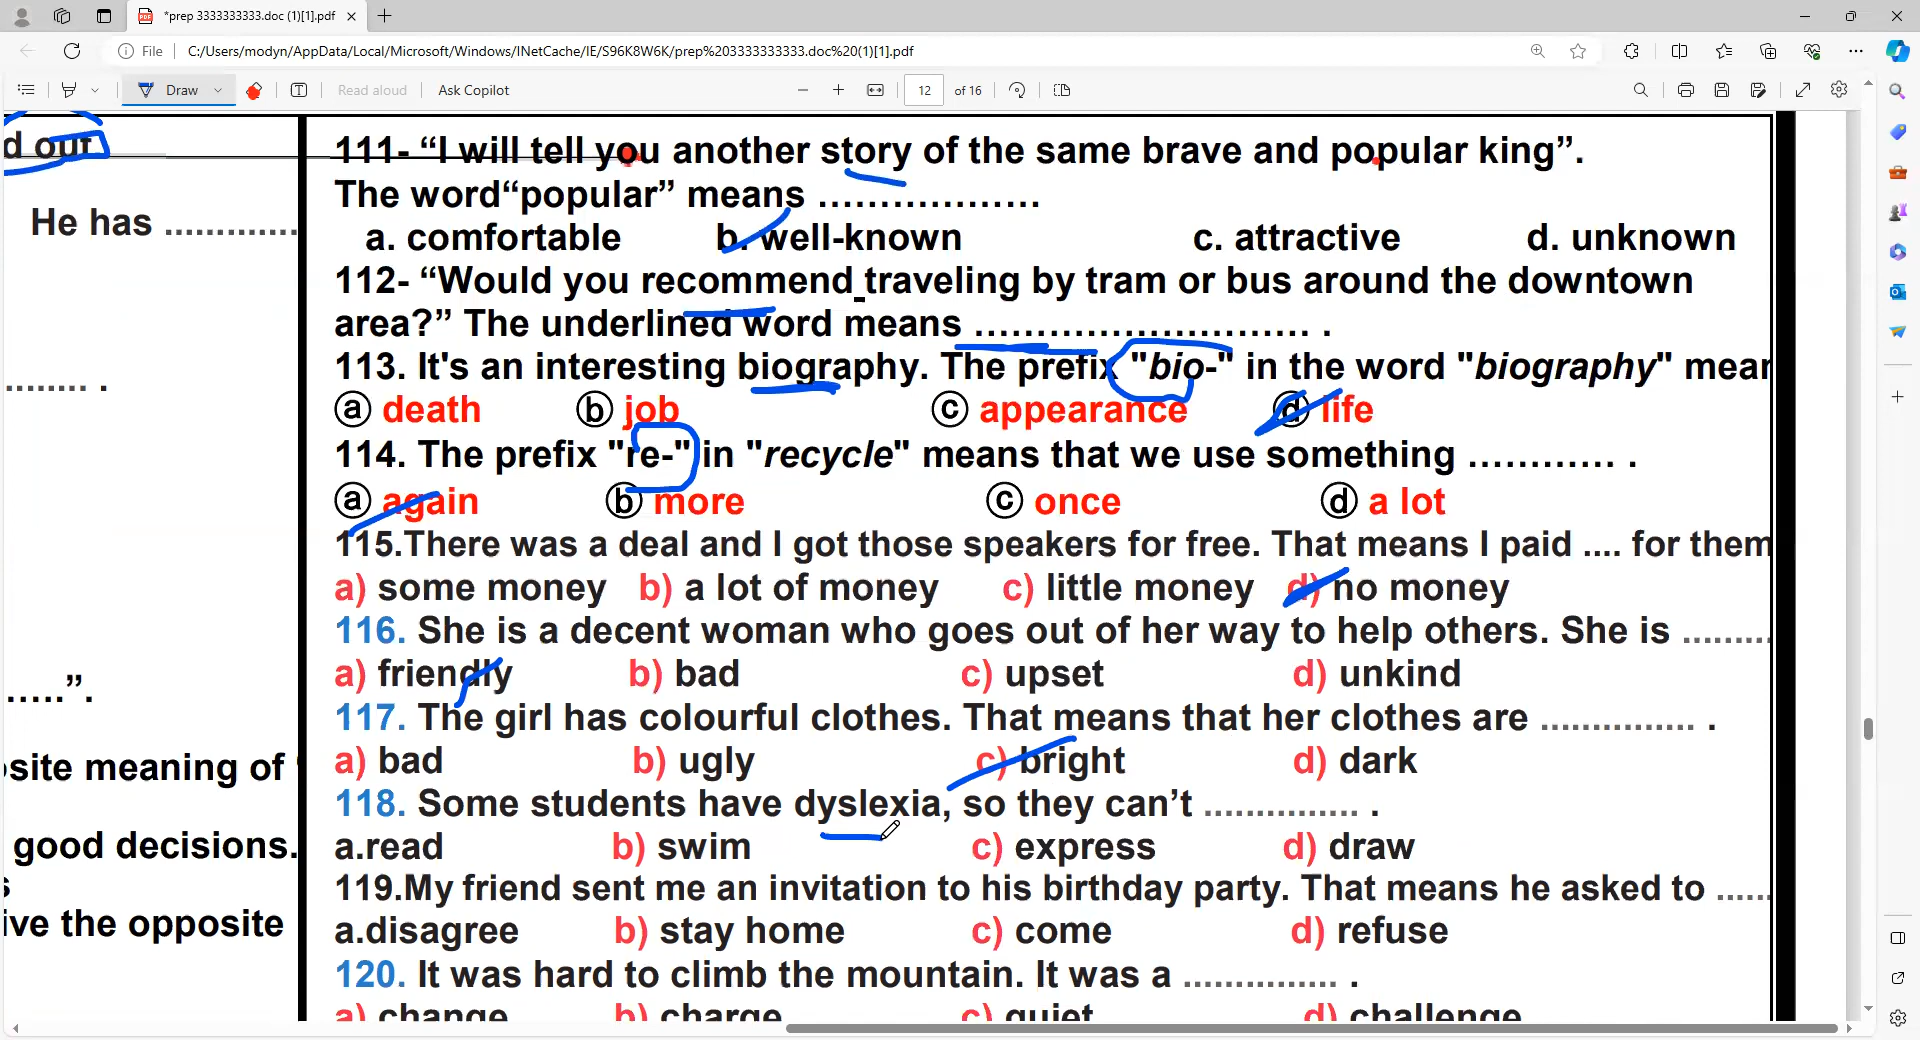 *prep 3333333333.doc (1)[1].pdf
File
C:/Users/modyn/AppData/Local/Microsoft/Windows/INetCache/IE/S96K8W6K/prep%203333333333.doc%20(1)[1].pdf
Draw
Read aloud
Ask Copilot
12 of 16
d out
He has .............
........ .
.....”.
site meaning of
good decisions.
ive the opposite
111- “I will tell you another story of the same brave and popular king”.
The word“popular” means ...................
a. comfortable b. well-known c. attractive d. unknown
112- “Would you recommend traveling by tram or bus around the downtown
area?” The underlined word means ............................ .
113. It's an interesting biography. The prefix "bio-" in the word "biography" mean
ⓐ death ⓑ job ⓒ appearance ⓓ life
114. The prefix "re-" in "recycle" means that we use something ............ .
ⓐ again ⓑ more ⓒ once ⓓ a lot
115.There was a deal and I got those speakers for free. That means I paid .... for them
a) some money b) a lot of money c) little money d) no money
116. She is a decent woman who goes out of her way to help others. She is .........
a) friendly b) bad c) upset d) unkind
117. The girl has colourful clothes. That means that her clothes are ............... .
a) bad b) ugly c) bright d) dark
118. Some students have dyslexia, so they can’t ............... .
a.read b) swim c) express d) draw
119.My friend sent me an invitation to his birthday party. That means he asked to ......
a.disagree b) stay home c) come d) refuse
120. It was hard to climb the mountain. It was a ............... .
a) change b) charge c) quiet d) challenge